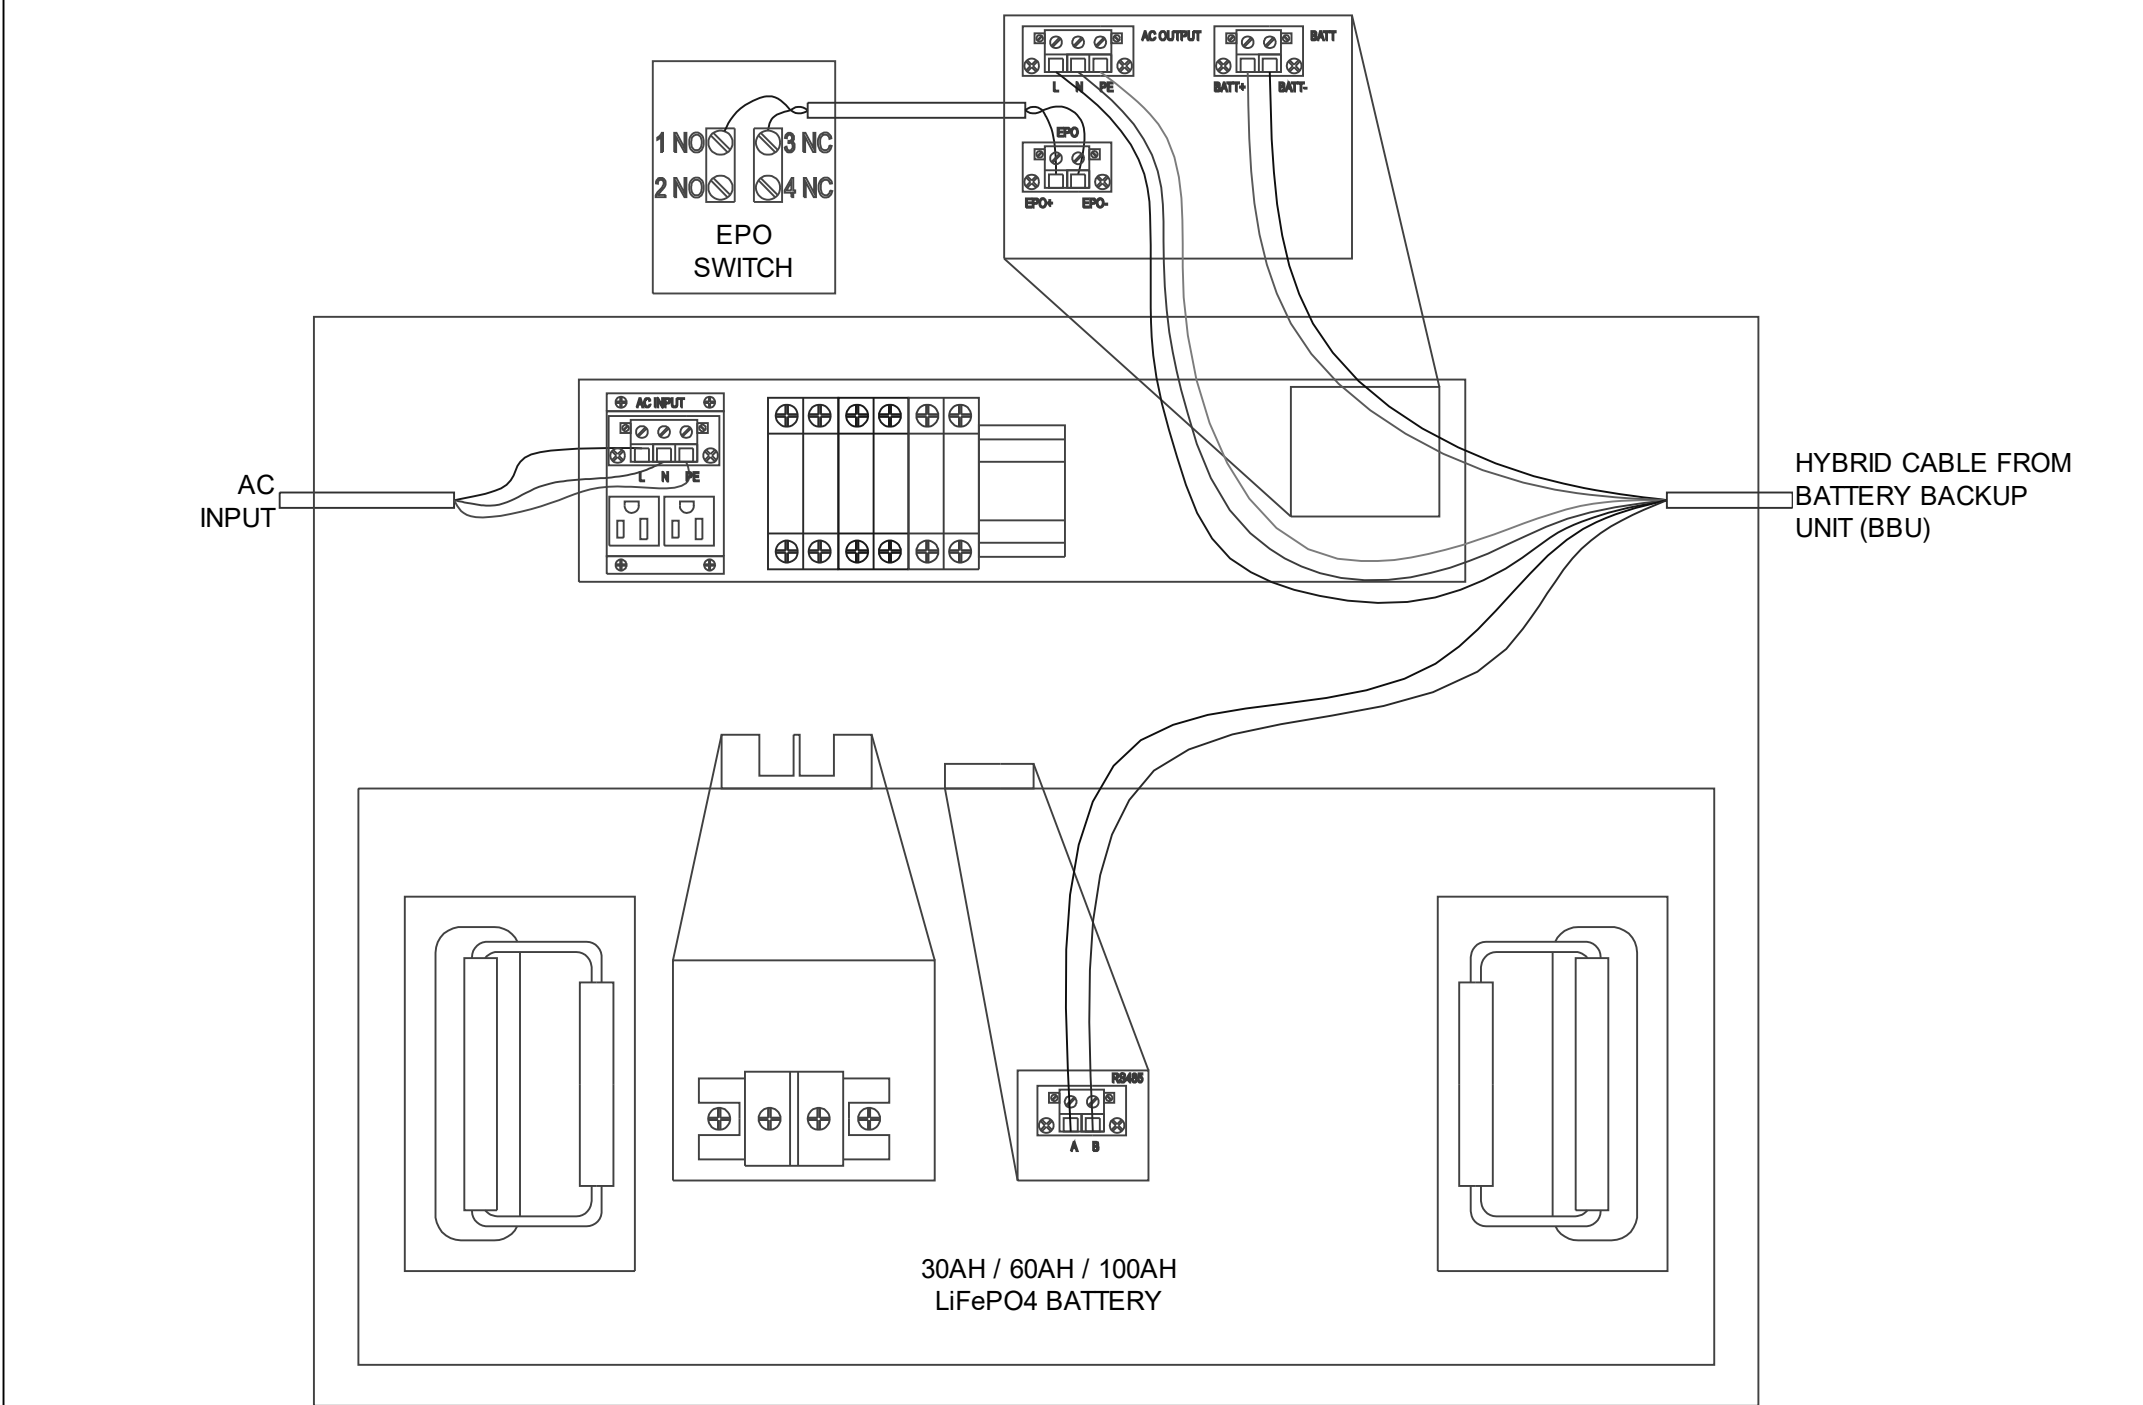 AC OUTPUT
BATT
L N PE
BATT+ BATT-
EPO
1 NO
3 NC
2 NO
4 NC
EPO+ EPO-
EPO
SWITCH
AC INPUT
L N PE
AC
INPUT
HYBRID CABLE FROM
BATTERY BACKUP
UNIT (BBU)
RS485
A B
30AH / 60AH / 100AH
LiFePO4 BATTERY